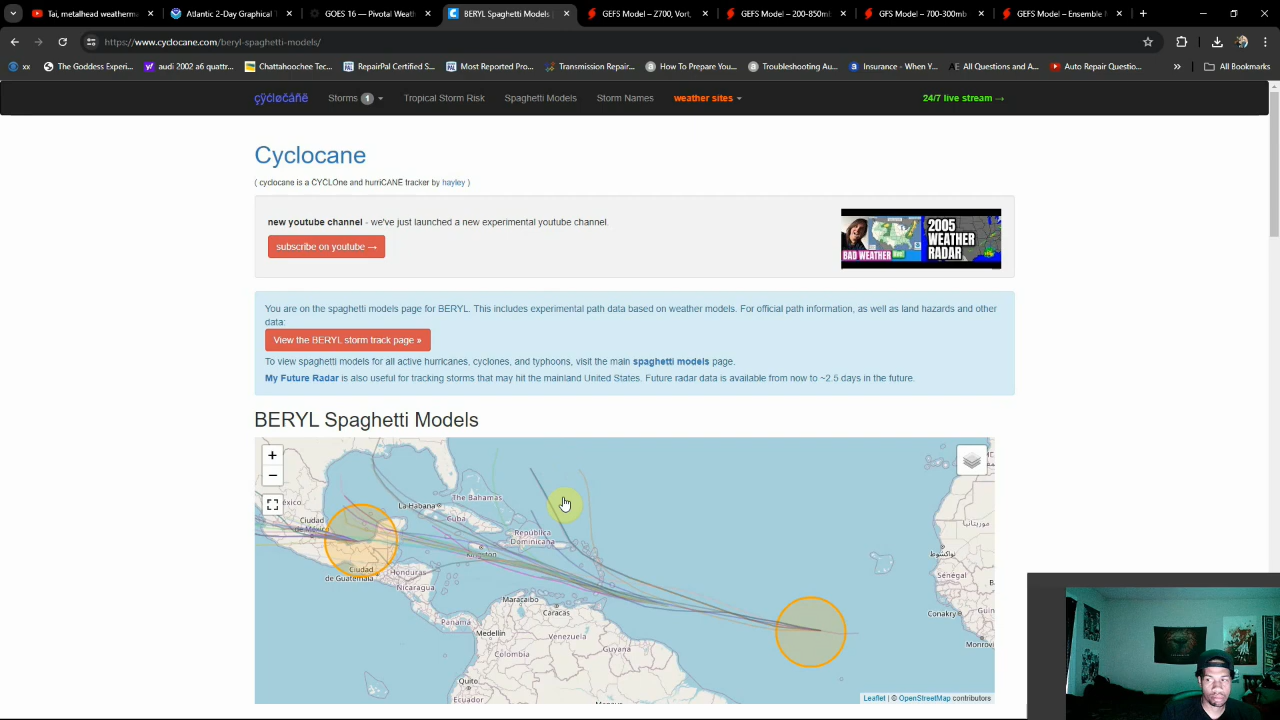 Tai, metalhead weatherm
Atlantic 2-Day Graphical
GOES 16 — Pivotal Weath
BERYL Spaghetti Models
GEFS Model – Z700, Vort,
GEFS Model – 200-850mb
GFS Model – 700-300mb
GEFS Model – Ensemble M
https://www.cyclocane.com/beryl-spaghetti-models/
xx
The Goddess Experi...
audi 2002 a6 quattr...
Chattahoochee Tec...
RepairPal Certified S...
Most Reported Pro...
Transmission Repair...
How To Prepare You...
Troubleshooting Au...
Insurance - When Y...
All Questions and A...
Auto Repair Questio...
»
All Bookmarks
çÿćløčáñê
Storms 1
Tropical Storm Risk
Spaghetti Models
Storm Names
weather sites
24/7 live stream →
Cyclocane
( cyclocane is a CYCLOne and hurriCANE tracker by hayley )
new youtube channel - we've just launched a new experimental youtube channel.
subscribe on youtube →
BAD WEATHER
2005
WEATHER
RADAR
You are on the spaghetti models page for BERYL. This includes experimental path data based on weather models. For official path information, as well as land hazards and other
data:
View the BERYL storm track page »
To view spaghetti models for all active hurricanes, cyclones, and typhoons, visit the main spaghetti models page.
My Future Radar is also useful for tracking storms that may hit the mainland United States. Future radar data is available from now to ~2.5 days in the future.
BERYL Spaghetti Models
+
−
The Bahamas
La Habana
Cuba
Ciudad
de México
República
Dominicana
Kingston
Ciudad
de Guatemala
Honduras
Nicaragua
Maracaibo
Caracas
Panamá
Venezuela
Medellín
Guyana
Colombia
Quito
Ecuador
موريتانيا
نواكشوط
Sénégal
Conakry
Monrovi
Leaflet | © OpenStreetMap contributors